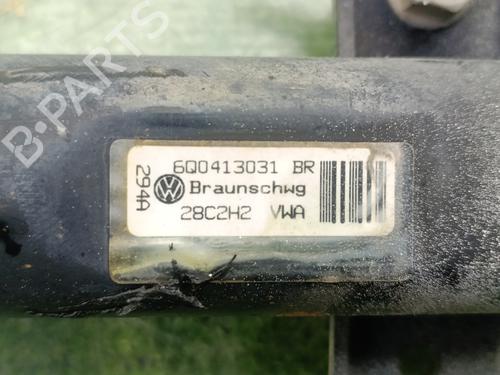 B-PARTS
6Q0413031 BR
294A
Braunschwg
28C2H2 VWA